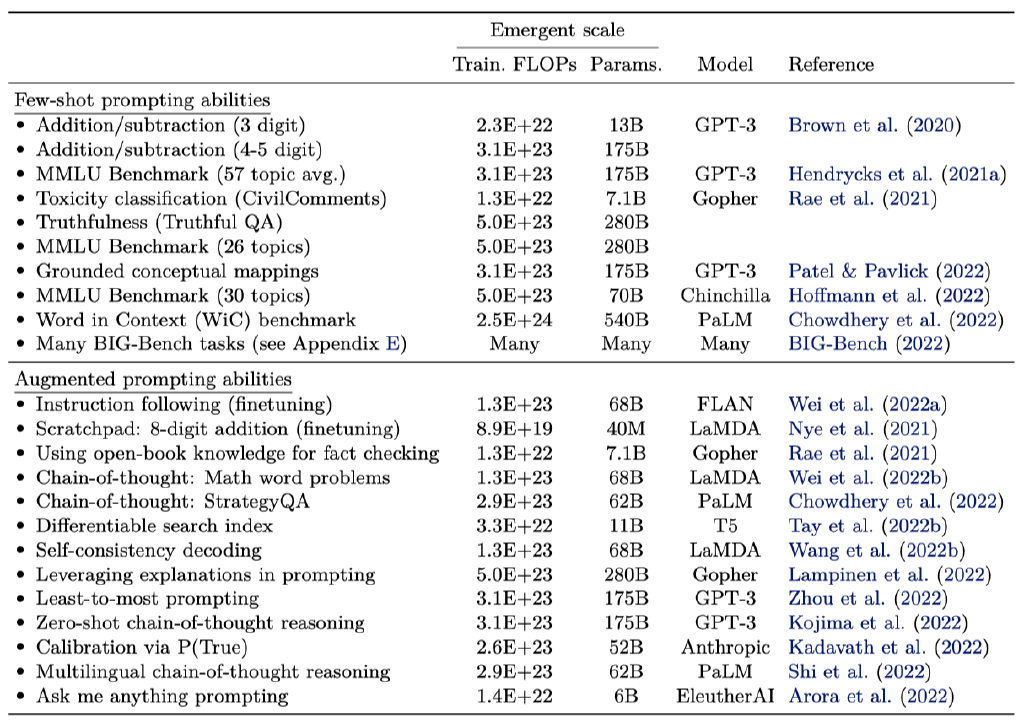 Emergent scale
Train. FLOPs Params. Model Reference
Few-shot prompting abilities
• Addition/subtraction (3 digit) 2.3E+22 13B GPT-3 Brown et al. (2020)
• Addition/subtraction (4-5 digit) 3.1E+23 175B
• MMLU Benchmark (57 topic avg.) 3.1E+23 175B GPT-3 Hendrycks et al. (2021a)
• Toxicity classification (CivilComments) 1.3E+22 7.1B Gopher Rae et al. (2021)
• Truthfulness (Truthful QA) 5.0E+23 280B
• MMLU Benchmark (26 topics) 5.0E+23 280B
• Grounded conceptual mappings 3.1E+23 175B GPT-3 Patel & Pavlick (2022)
• MMLU Benchmark (30 topics) 5.0E+23 70B Chinchilla Hoffmann et al. (2022)
• Word in Context (WiC) benchmark 2.5E+24 540B PaLM Chowdhery et al. (2022)
• Many BIG-Bench tasks (see Appendix E) Many Many Many BIG-Bench (2022)
Augmented prompting abilities
• Instruction following (finetuning) 1.3E+23 68B FLAN Wei et al. (2022a)
• Scratchpad: 8-digit addition (finetuning) 8.9E+19 40M LaMDA Nye et al. (2021)
• Using open-book knowledge for fact checking 1.3E+22 7.1B Gopher Rae et al. (2021)
• Chain-of-thought: Math word problems 1.3E+23 68B LaMDA Wei et al. (2022b)
• Chain-of-thought: StrategyQA 2.9E+23 62B PaLM Chowdhery et al. (2022)
• Differentiable search index 3.3E+22 11B T5 Tay et al. (2022b)
• Self-consistency decoding 1.3E+23 68B LaMDA Wang et al. (2022b)
• Leveraging explanations in prompting 5.0E+23 280B Gopher Lampinen et al. (2022)
• Least-to-most prompting 3.1E+23 175B GPT-3 Zhou et al. (2022)
• Zero-shot chain-of-thought reasoning 3.1E+23 175B GPT-3 Kojima et al. (2022)
• Calibration via P(True) 2.6E+23 52B Anthropic Kadavath et al. (2022)
• Multilingual chain-of-thought reasoning 2.9E+23 62B PaLM Shi et al. (2022)
• Ask me anything prompting 1.4E+22 6B EleutherAI Arora et al. (2022)